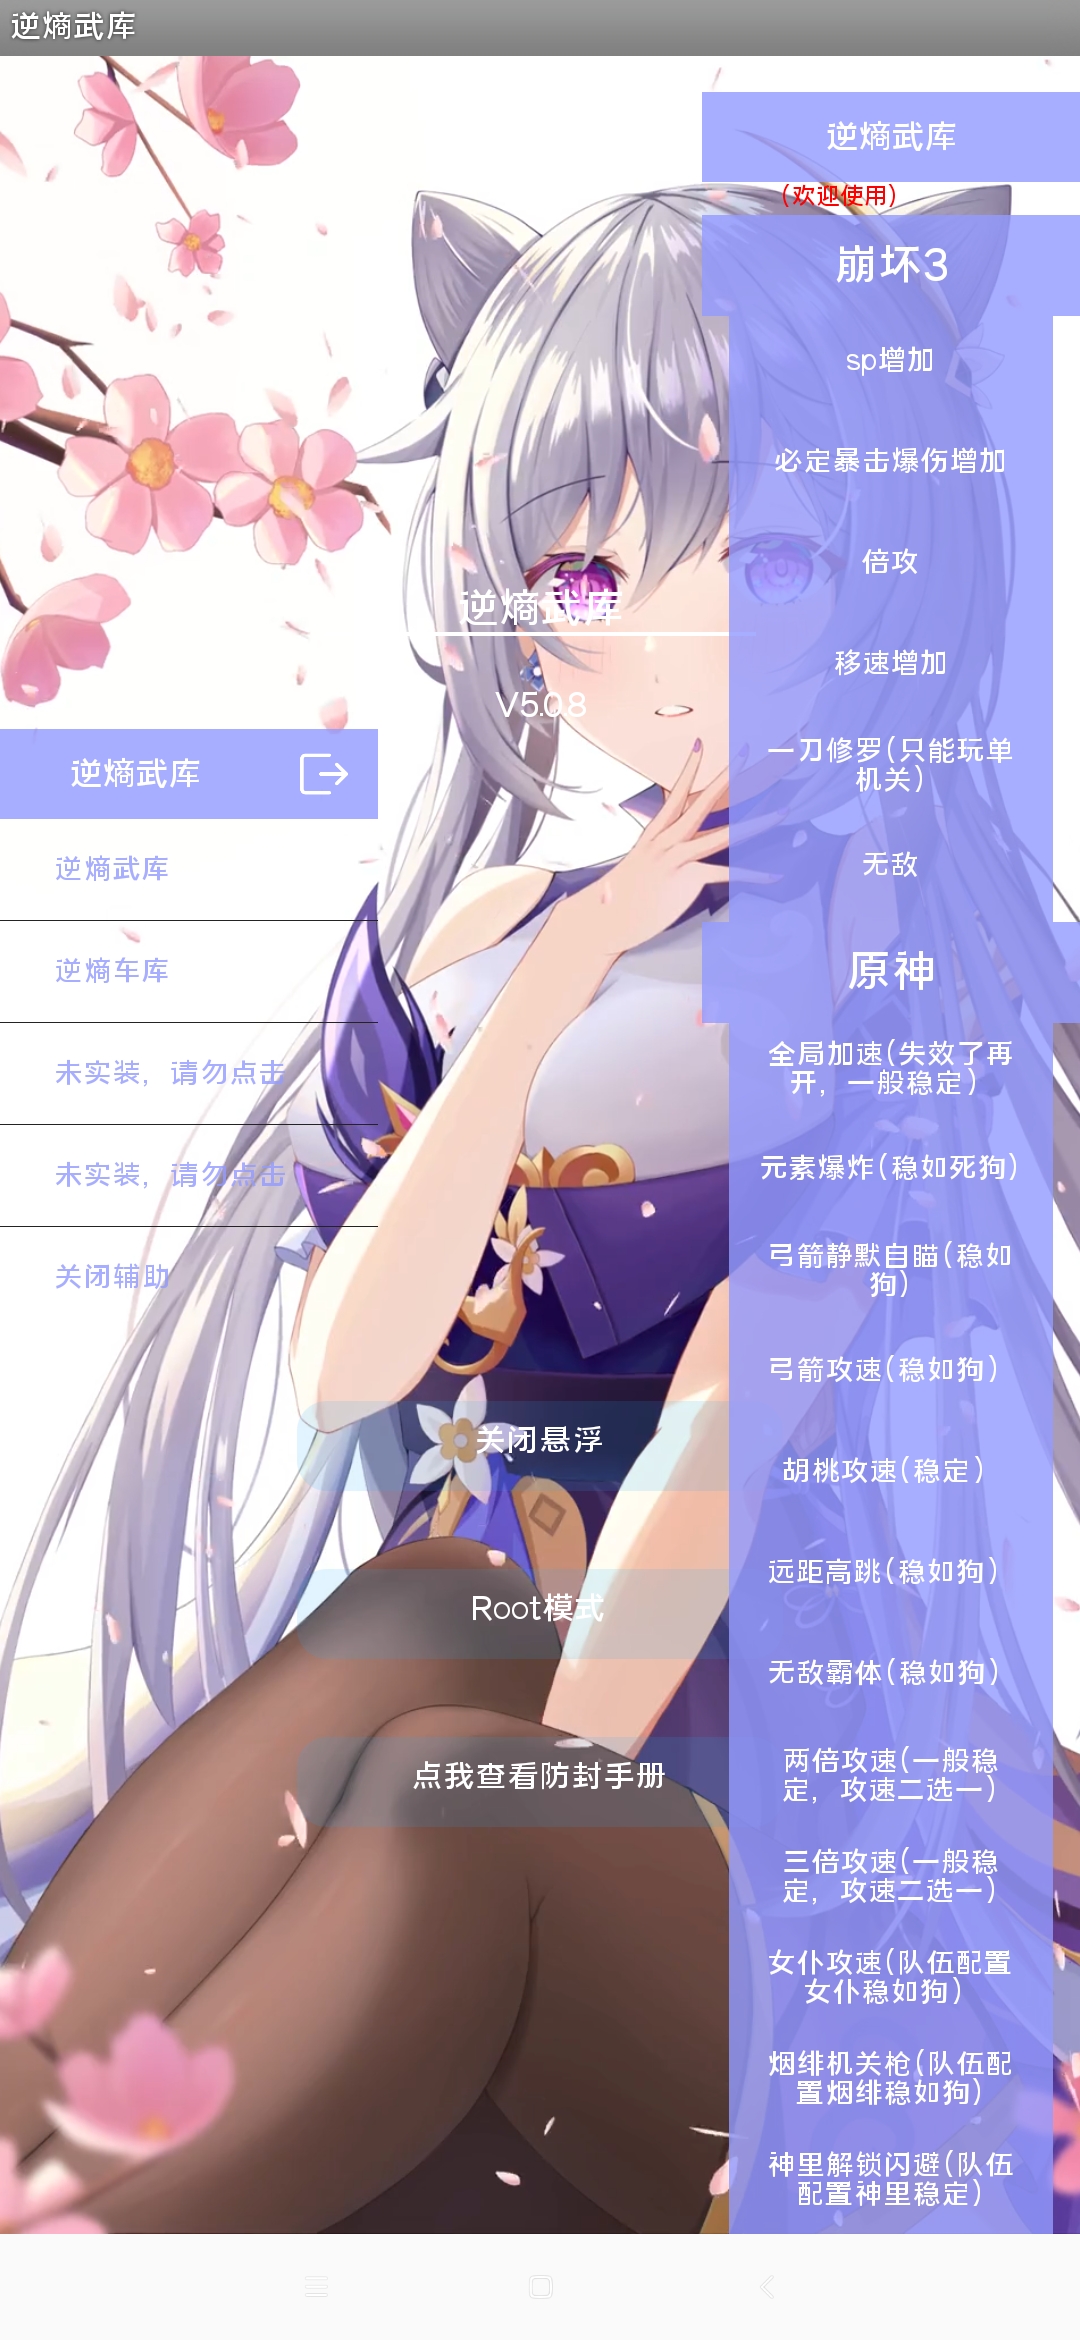 逆熵武库
逆熵武库
(欢迎使用)
崩坏3
sp增加
必定暴击爆伤增加
倍攻
移速增加
一刀修罗(只能玩单
机关)
无敌
原神
全局加速(失效了再
开，一般稳定)
元素爆炸(稳如死狗)
弓箭静默自瞄(稳如
狗)
弓箭攻速(稳如狗)
胡桃攻速(稳定)
远距高跳(稳如狗)
无敌霸体(稳如狗)
两倍攻速(一般稳
定，攻速二选一)
三倍攻速(一般稳
定，攻速二选一)
女仆攻速(队伍配置
女仆稳如狗)
烟绯机关枪(队伍配
置烟绯稳如狗)
神里解锁闪避(队伍
配置神里稳定)
逆熵武库
V5.08
逆熵武库
逆熵武库
逆熵车库
未实装，请勿点击
未实装，请勿点击
关闭辅助
关闭悬浮
Root模式
点我查看防封手册